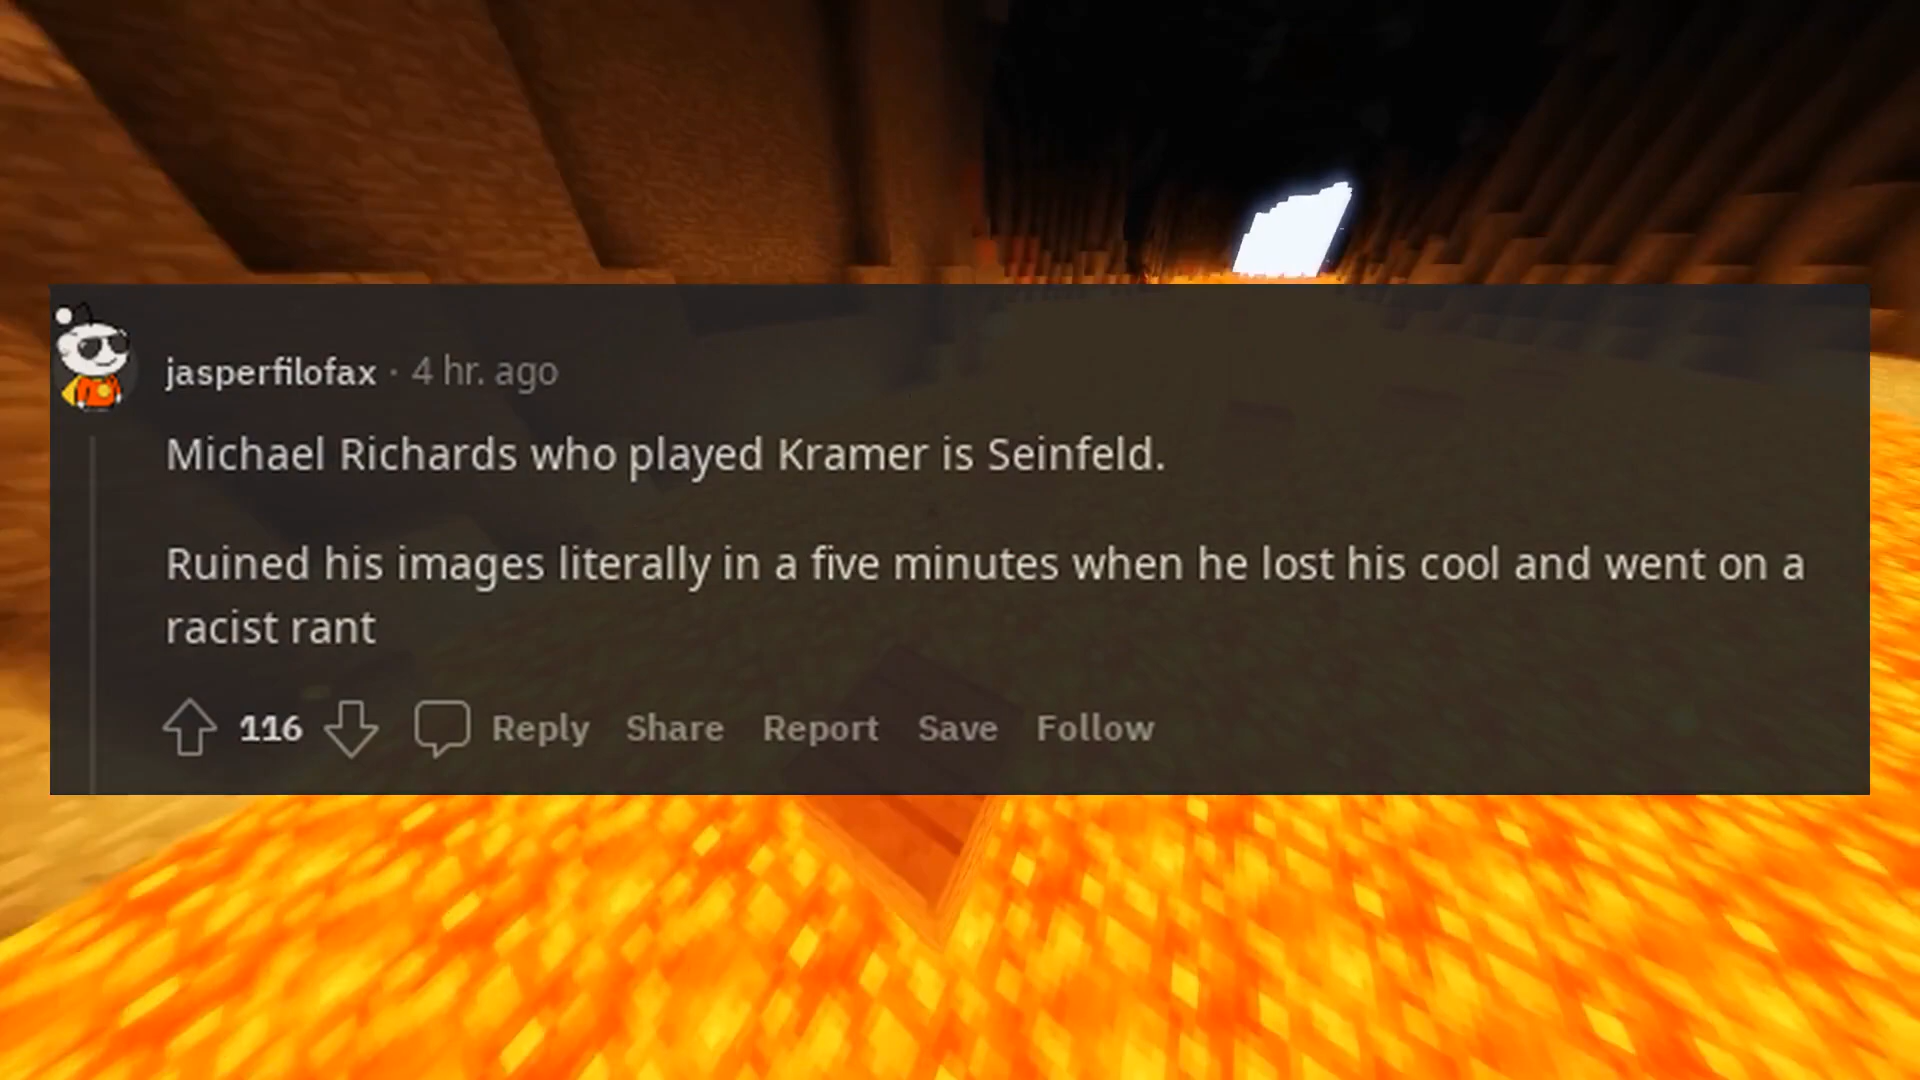 jasperfilofax · 4 hr. ago
Michael Richards who played Kramer is Seinfeld.
Ruined his images literally in a five minutes when he lost his cool and went on a
racist rant
116 Reply Share Report Save Follow